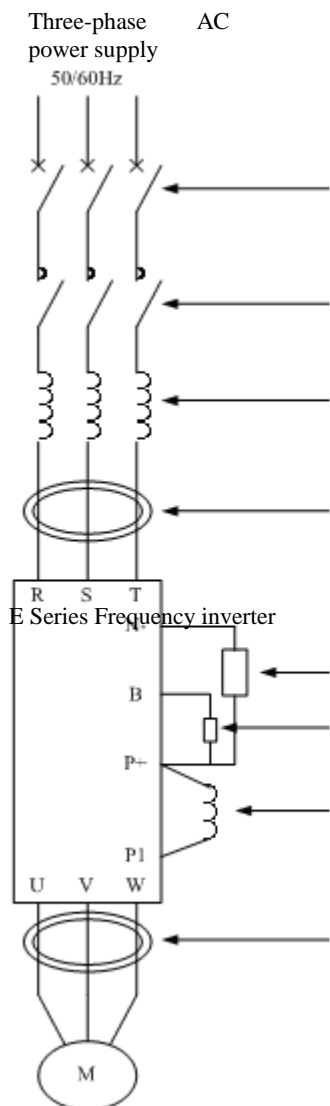 Three-phase AC
power supply
50/60Hz
R S T
E Series Frequency inverter
N-
B
P+
P1
U V W
M